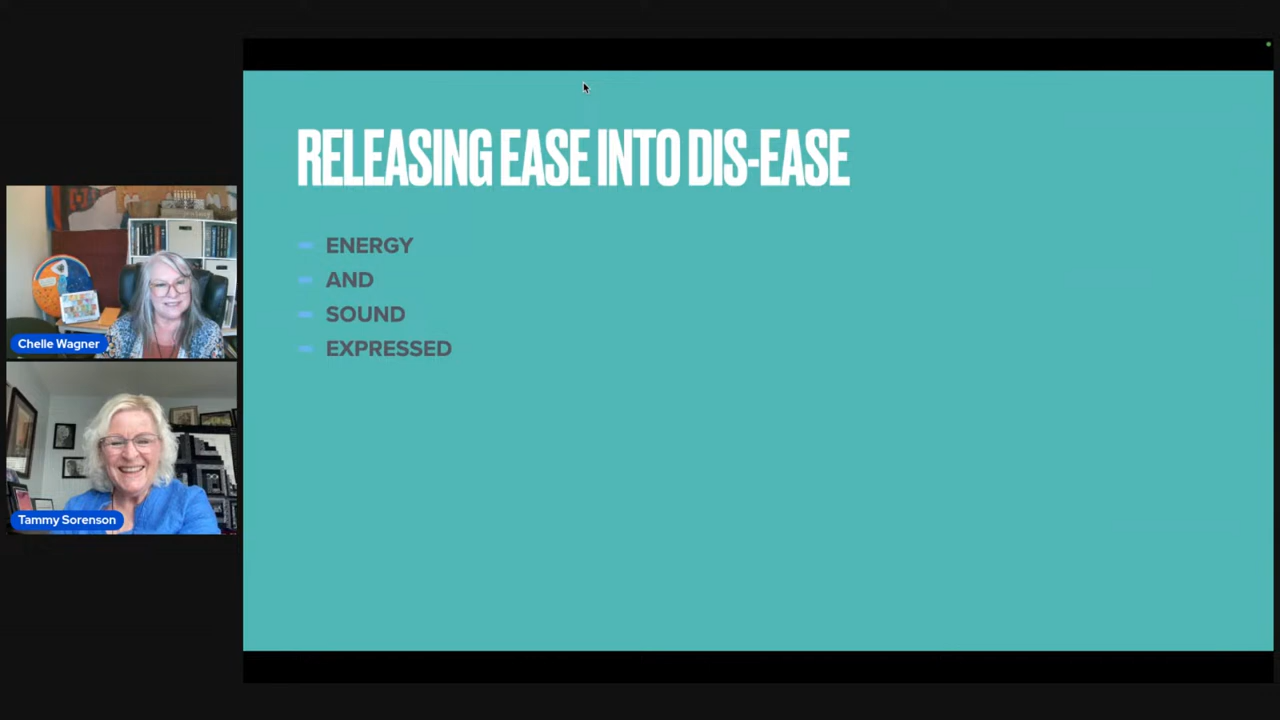 RELEASING EASE INTO DIS-EASE
- ENERGY
- AND
- SOUND
- EXPRESSED
Chelle Wagner
Tammy Sorenson